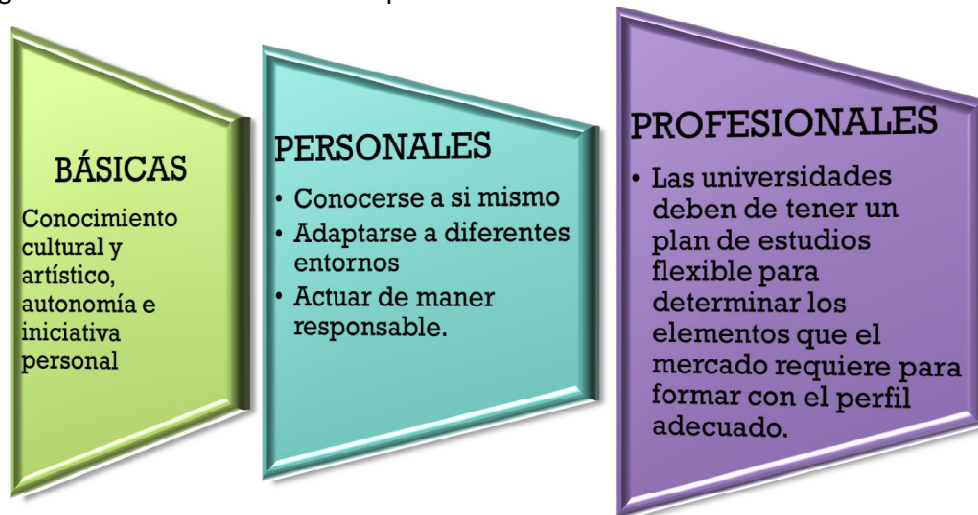 BÁSICAS
Conocimiento
cultural y
artístico,
autonomía e
iniciativa
personal
PERSONALES
• Conocerse a si mismo
• Adaptarse a diferentes
entornos
• Actuar de maner
responsable.
PROFESIONALES
• Las universidades
deben de tener un
plan de estudios
flexible para
determinar los
elementos que el
mercado requiere para
formar con el perfil
adecuado.